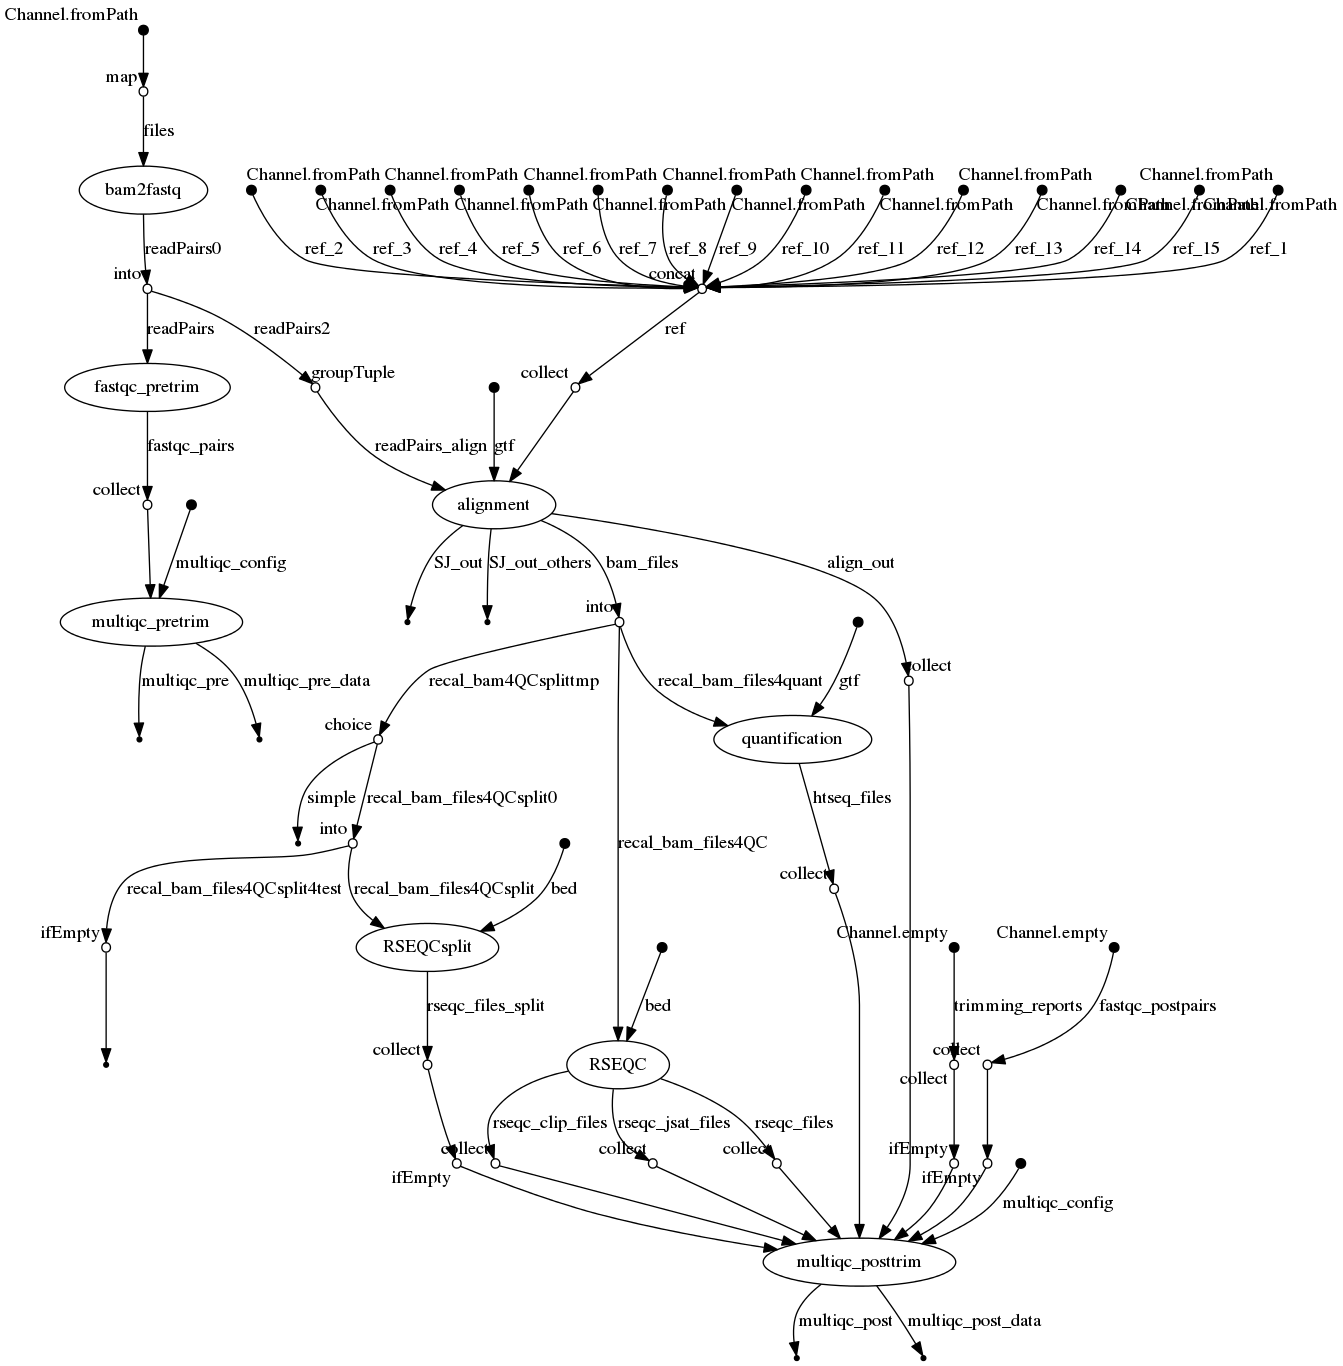 Channel.fromPath
map
files
bam2fastq
Channel.fromPath Channel.fromPath Channel.fromPath Channel.fromPath Channel.fromPath Channel.fromPath Channel.fromPath
Channel.fromPath Channel.fromPath Channel.fromPath Channel.fromPath Channel.fromPath Channel.fromPath Channel.fromPath Channel.fromPath
readPairs0 ref_2 ref_3 ref_4 ref_5 ref_6 ref_7 ref_8 ref_9 ref_10 ref_11 ref_12 ref_13 ref_14 ref_15 ref_1
into concat
readPairs readPairs2 ref
groupTuple collect
fastqc_pretrim
fastqc_pairs readPairs_align gtf
collect
alignment
multiqc_config SJ_out SJ_out_others bam_files align_out
into
multiqc_pretrim
collect
multiqc_pre multiqc_pre_data recal_bam4QCsplittmp recal_bam_files4quant gtf
choice
quantification
simple recal_bam_files4QCsplit0 htseq_files
into
recal_bam_files4QC
collect
recal_bam_files4QCsplit4test recal_bam_files4QCsplit bed
ifEmpty Channel.empty Channel.empty
RSEQCsplit
rseqc_files_split bed trimming_reports fastqc_postpairs
collect collect
RSEQC
collect
rseqc_clip_files rseqc_jsat_files rseqc_files
collect collect collect ifEmpty
ifEmpty ifEmpty
multiqc_config
multiqc_posttrim
multiqc_post multiqc_post_data